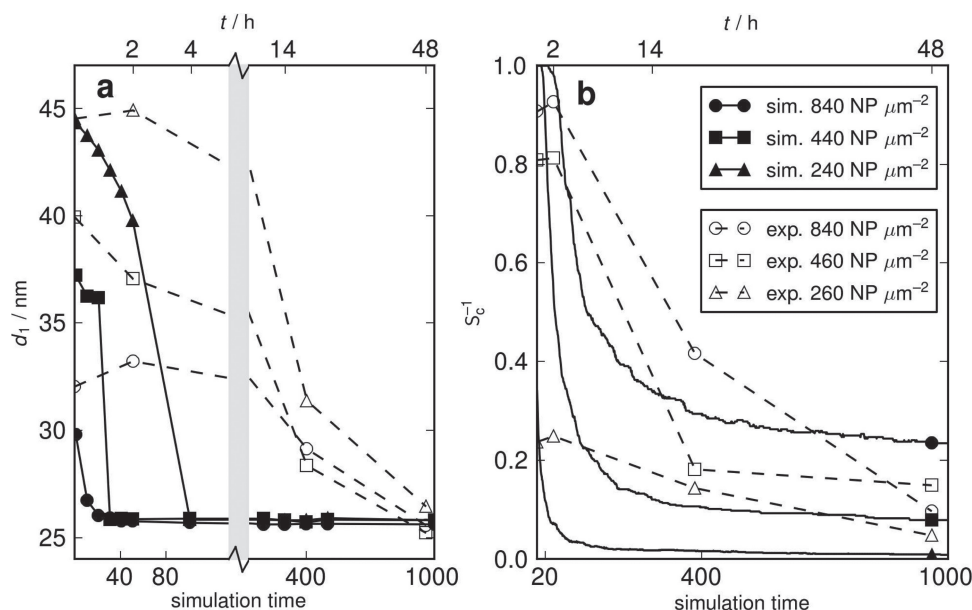 t / h
2 4 14 48
a
45
40
35
30
25
d₁ / nm
40 80 400 1000
simulation time
t / h
2 14 48
b
1.0
0.8
0.6
0.4
0.2
0.0
S_c⁻¹
sim. 840 NP μm⁻²
sim. 440 NP μm⁻²
sim. 240 NP μm⁻²
exp. 840 NP μm⁻²
exp. 460 NP μm⁻²
exp. 260 NP μm⁻²
20 400 1000
simulation time